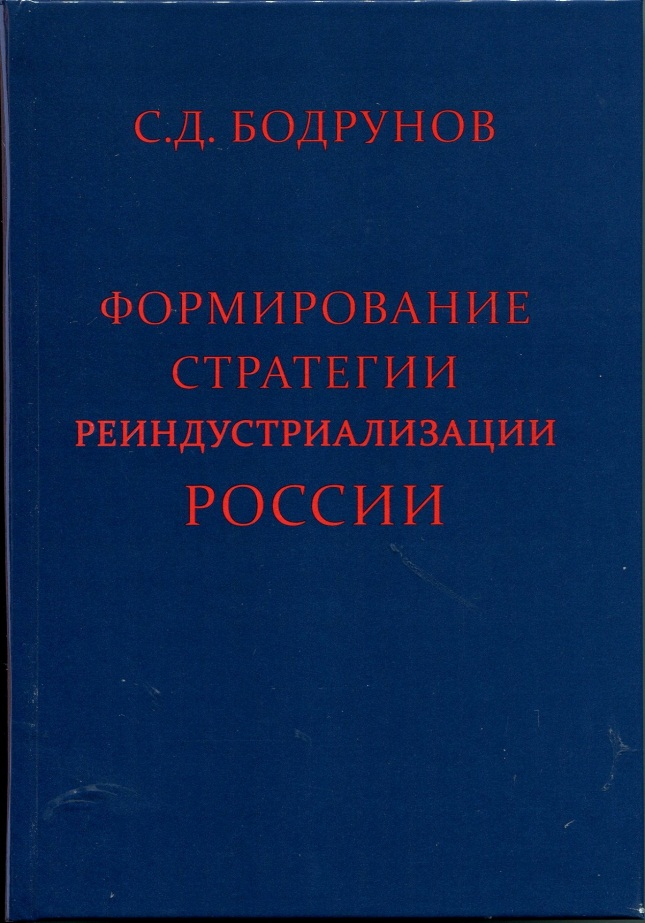 С.Д. БОДРУНОВ
ФОРМИРОВАНИЕ
СТРАТЕГИИ
РЕИНДУСТРИАЛИЗАЦИИ
РОССИИ